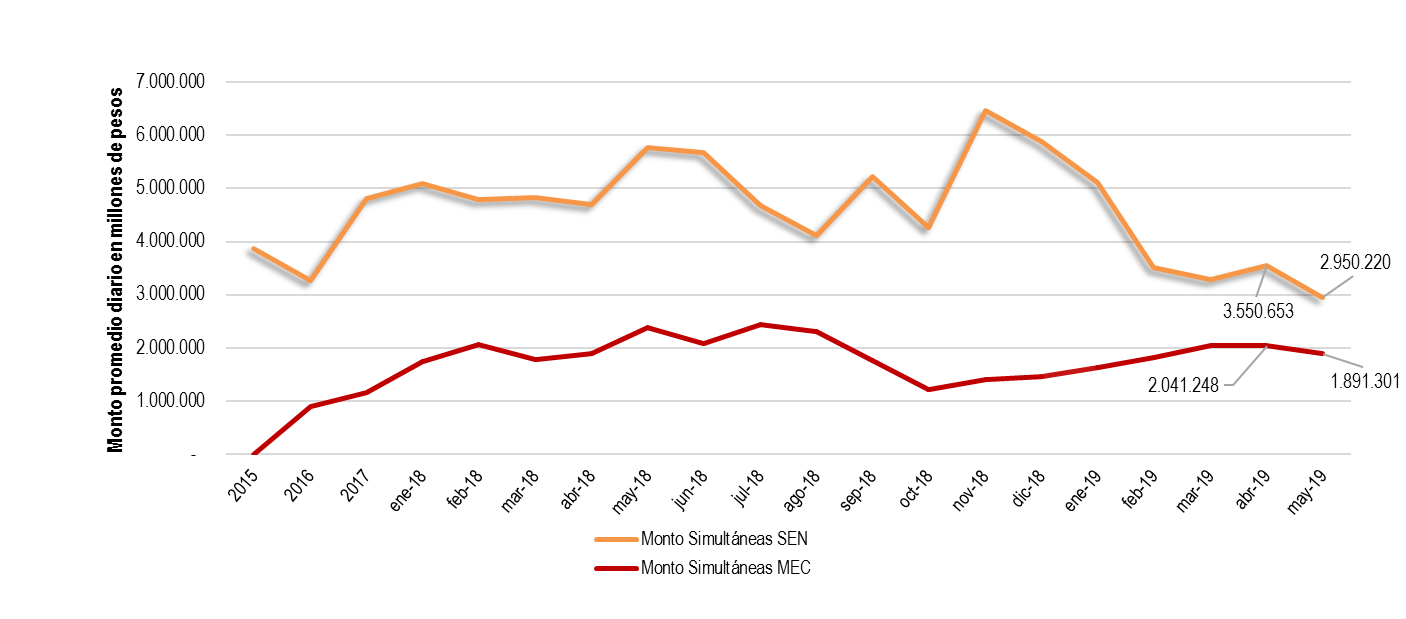 Monto promedio diario en millones de pesos
7.000.000
6.000.000
5.000.000
4.000.000
3.000.000
2.000.000
1.000.000
-
2.950.220
3.550.653
2.041.248
1.891.301
2015
2016
2017
ene-18
feb-18
mar-18
abr-18
may-18
jun-18
jul-18
ago-18
sep-18
oct-18
nov-18
dic-18
ene-19
feb-19
mar-19
abr-19
may-19
Monto Simultáneas SEN
Monto Simultáneas MEC